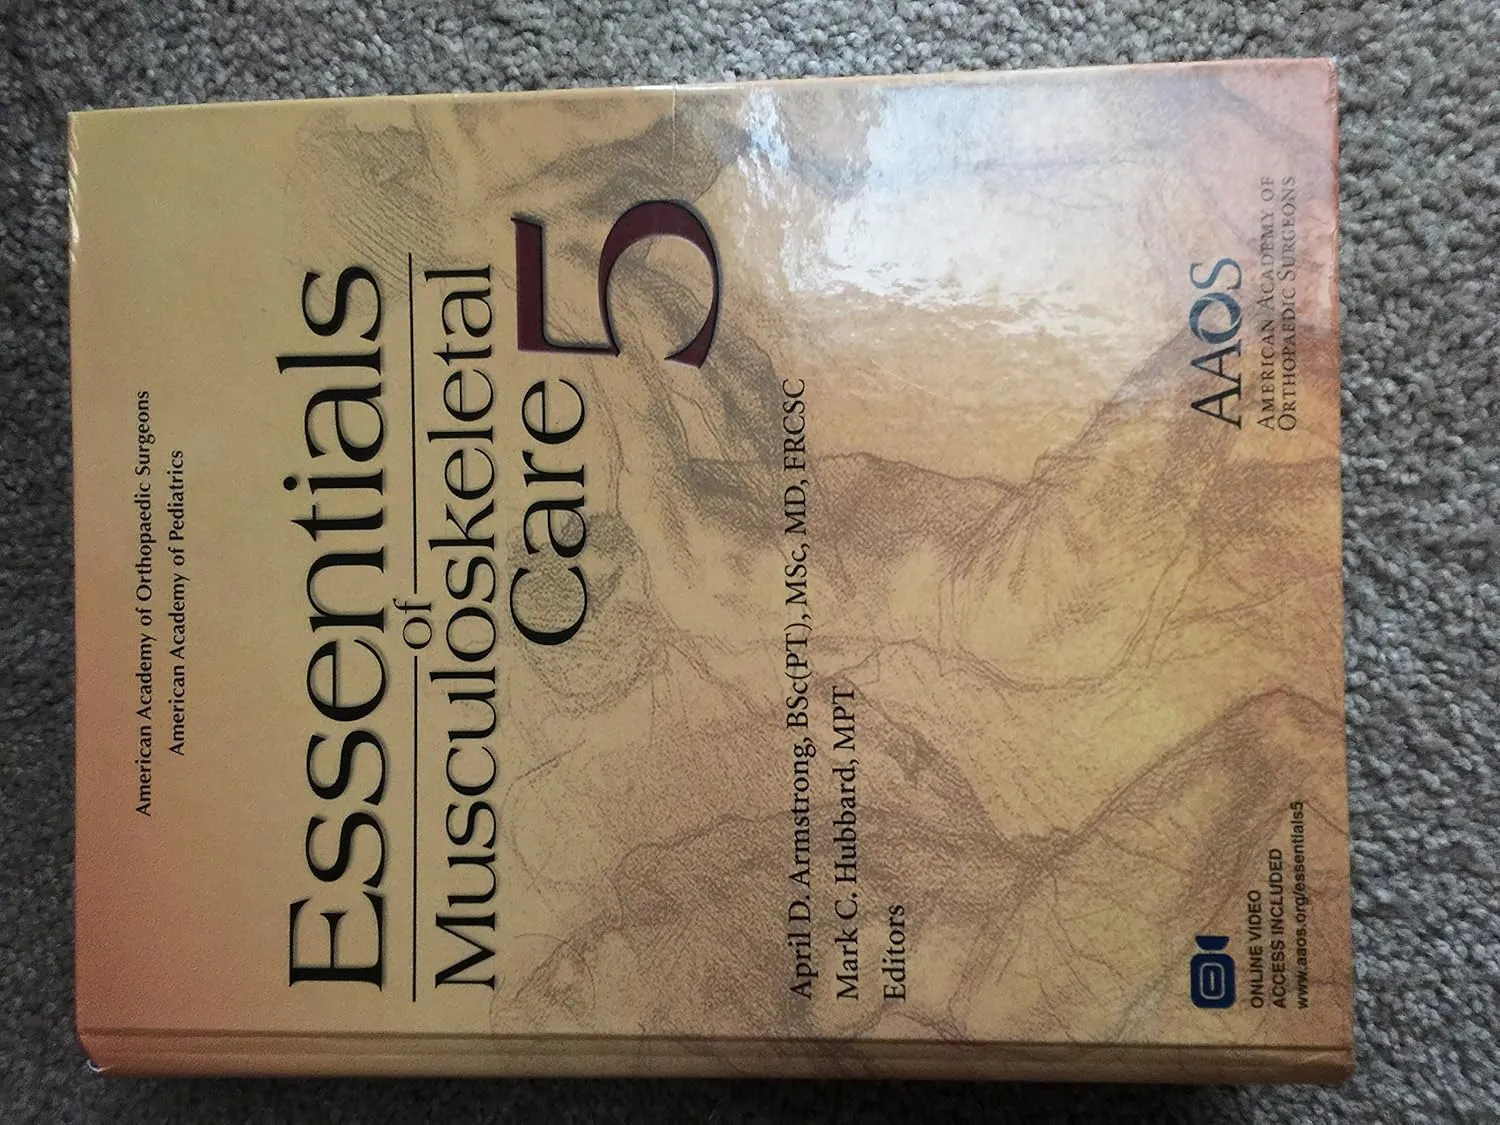 American Academy of Orthopaedic Surgeons
American Academy of Pediatrics
Essentials
of
Musculoskeletal
Care 5
April D. Armstrong, BSc(PT), MSc, MD, FRCSC
Mark C. Hubbard, MPT
Editors
ONLINE VIDEO
ACCESS INCLUDED
www.aaos.org/essentials5
AAOS
AMERICAN ACADEMY OF
ORTHOPAEDIC SURGEONS